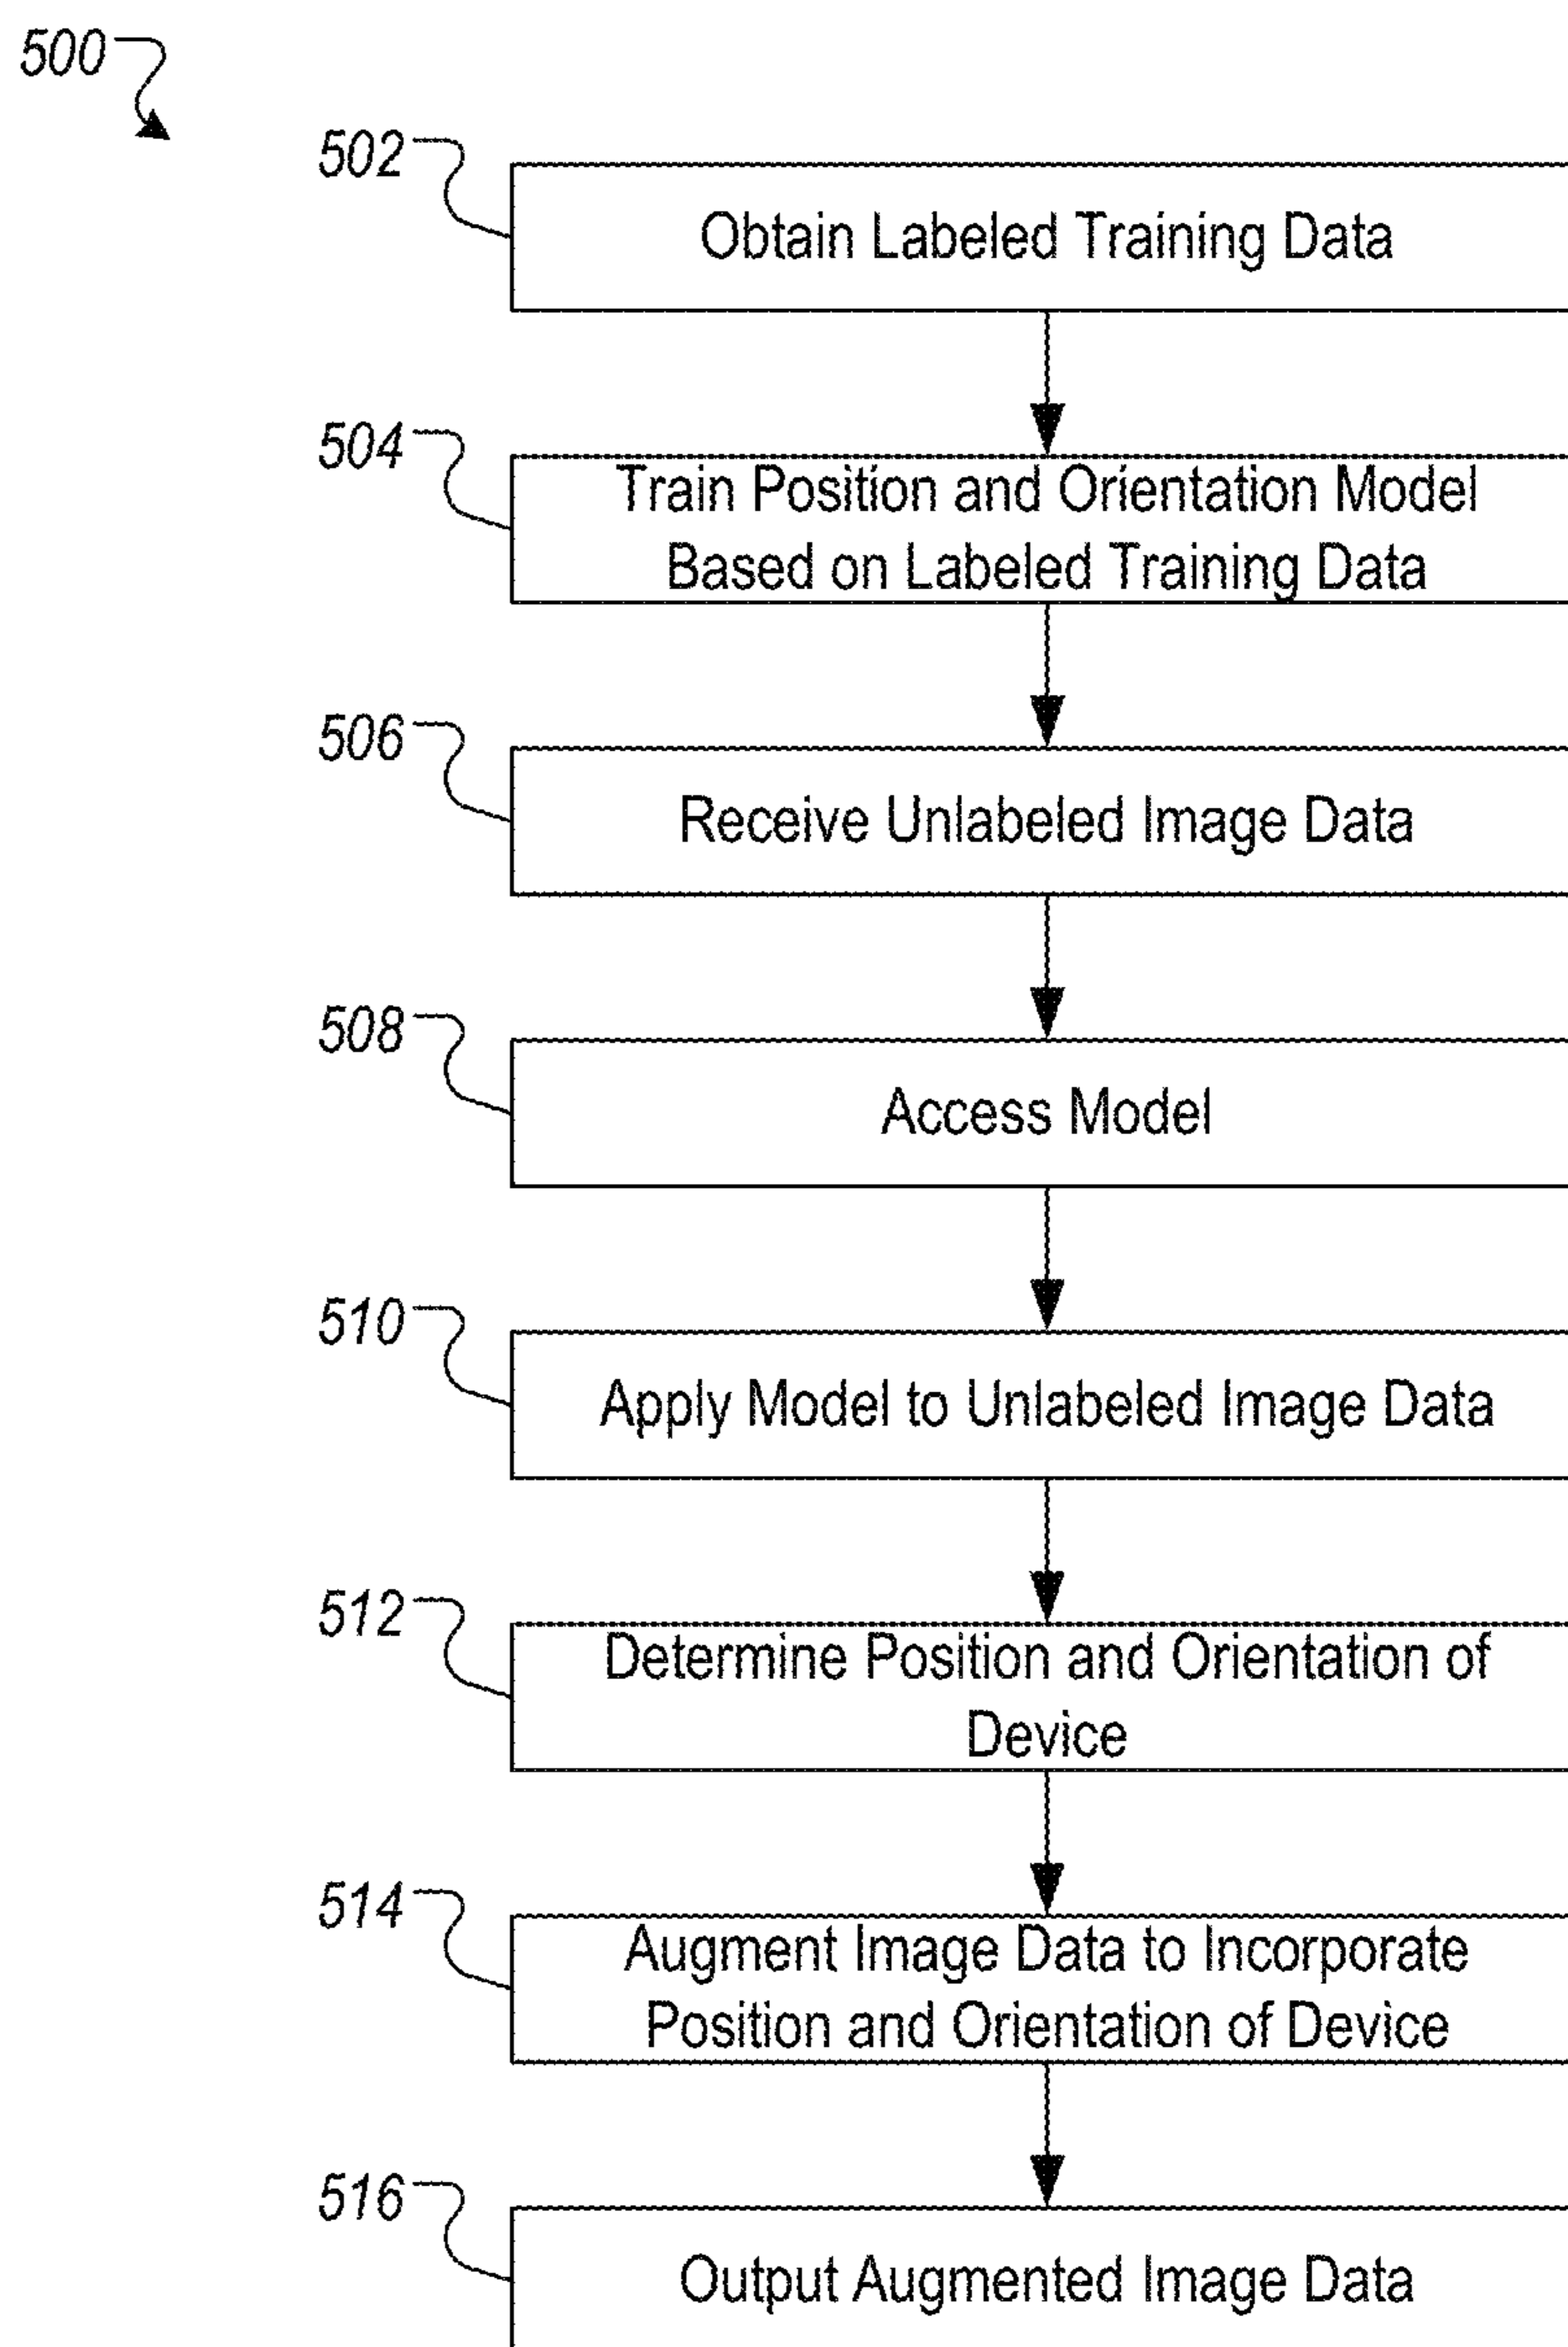 500
502
Obtain Labeled Training Data
504
Train Position and Orientation Model
Based on Labeled Training Data
506
Receive Unlabeled Image Data
508
Access Model
510
Apply Model to Unlabeled Image Data
512
Determine Position and Orientation of
Device
514
Augment Image Data to Incorporate
Position and Orientation of Device
516
Output Augmented Image Data